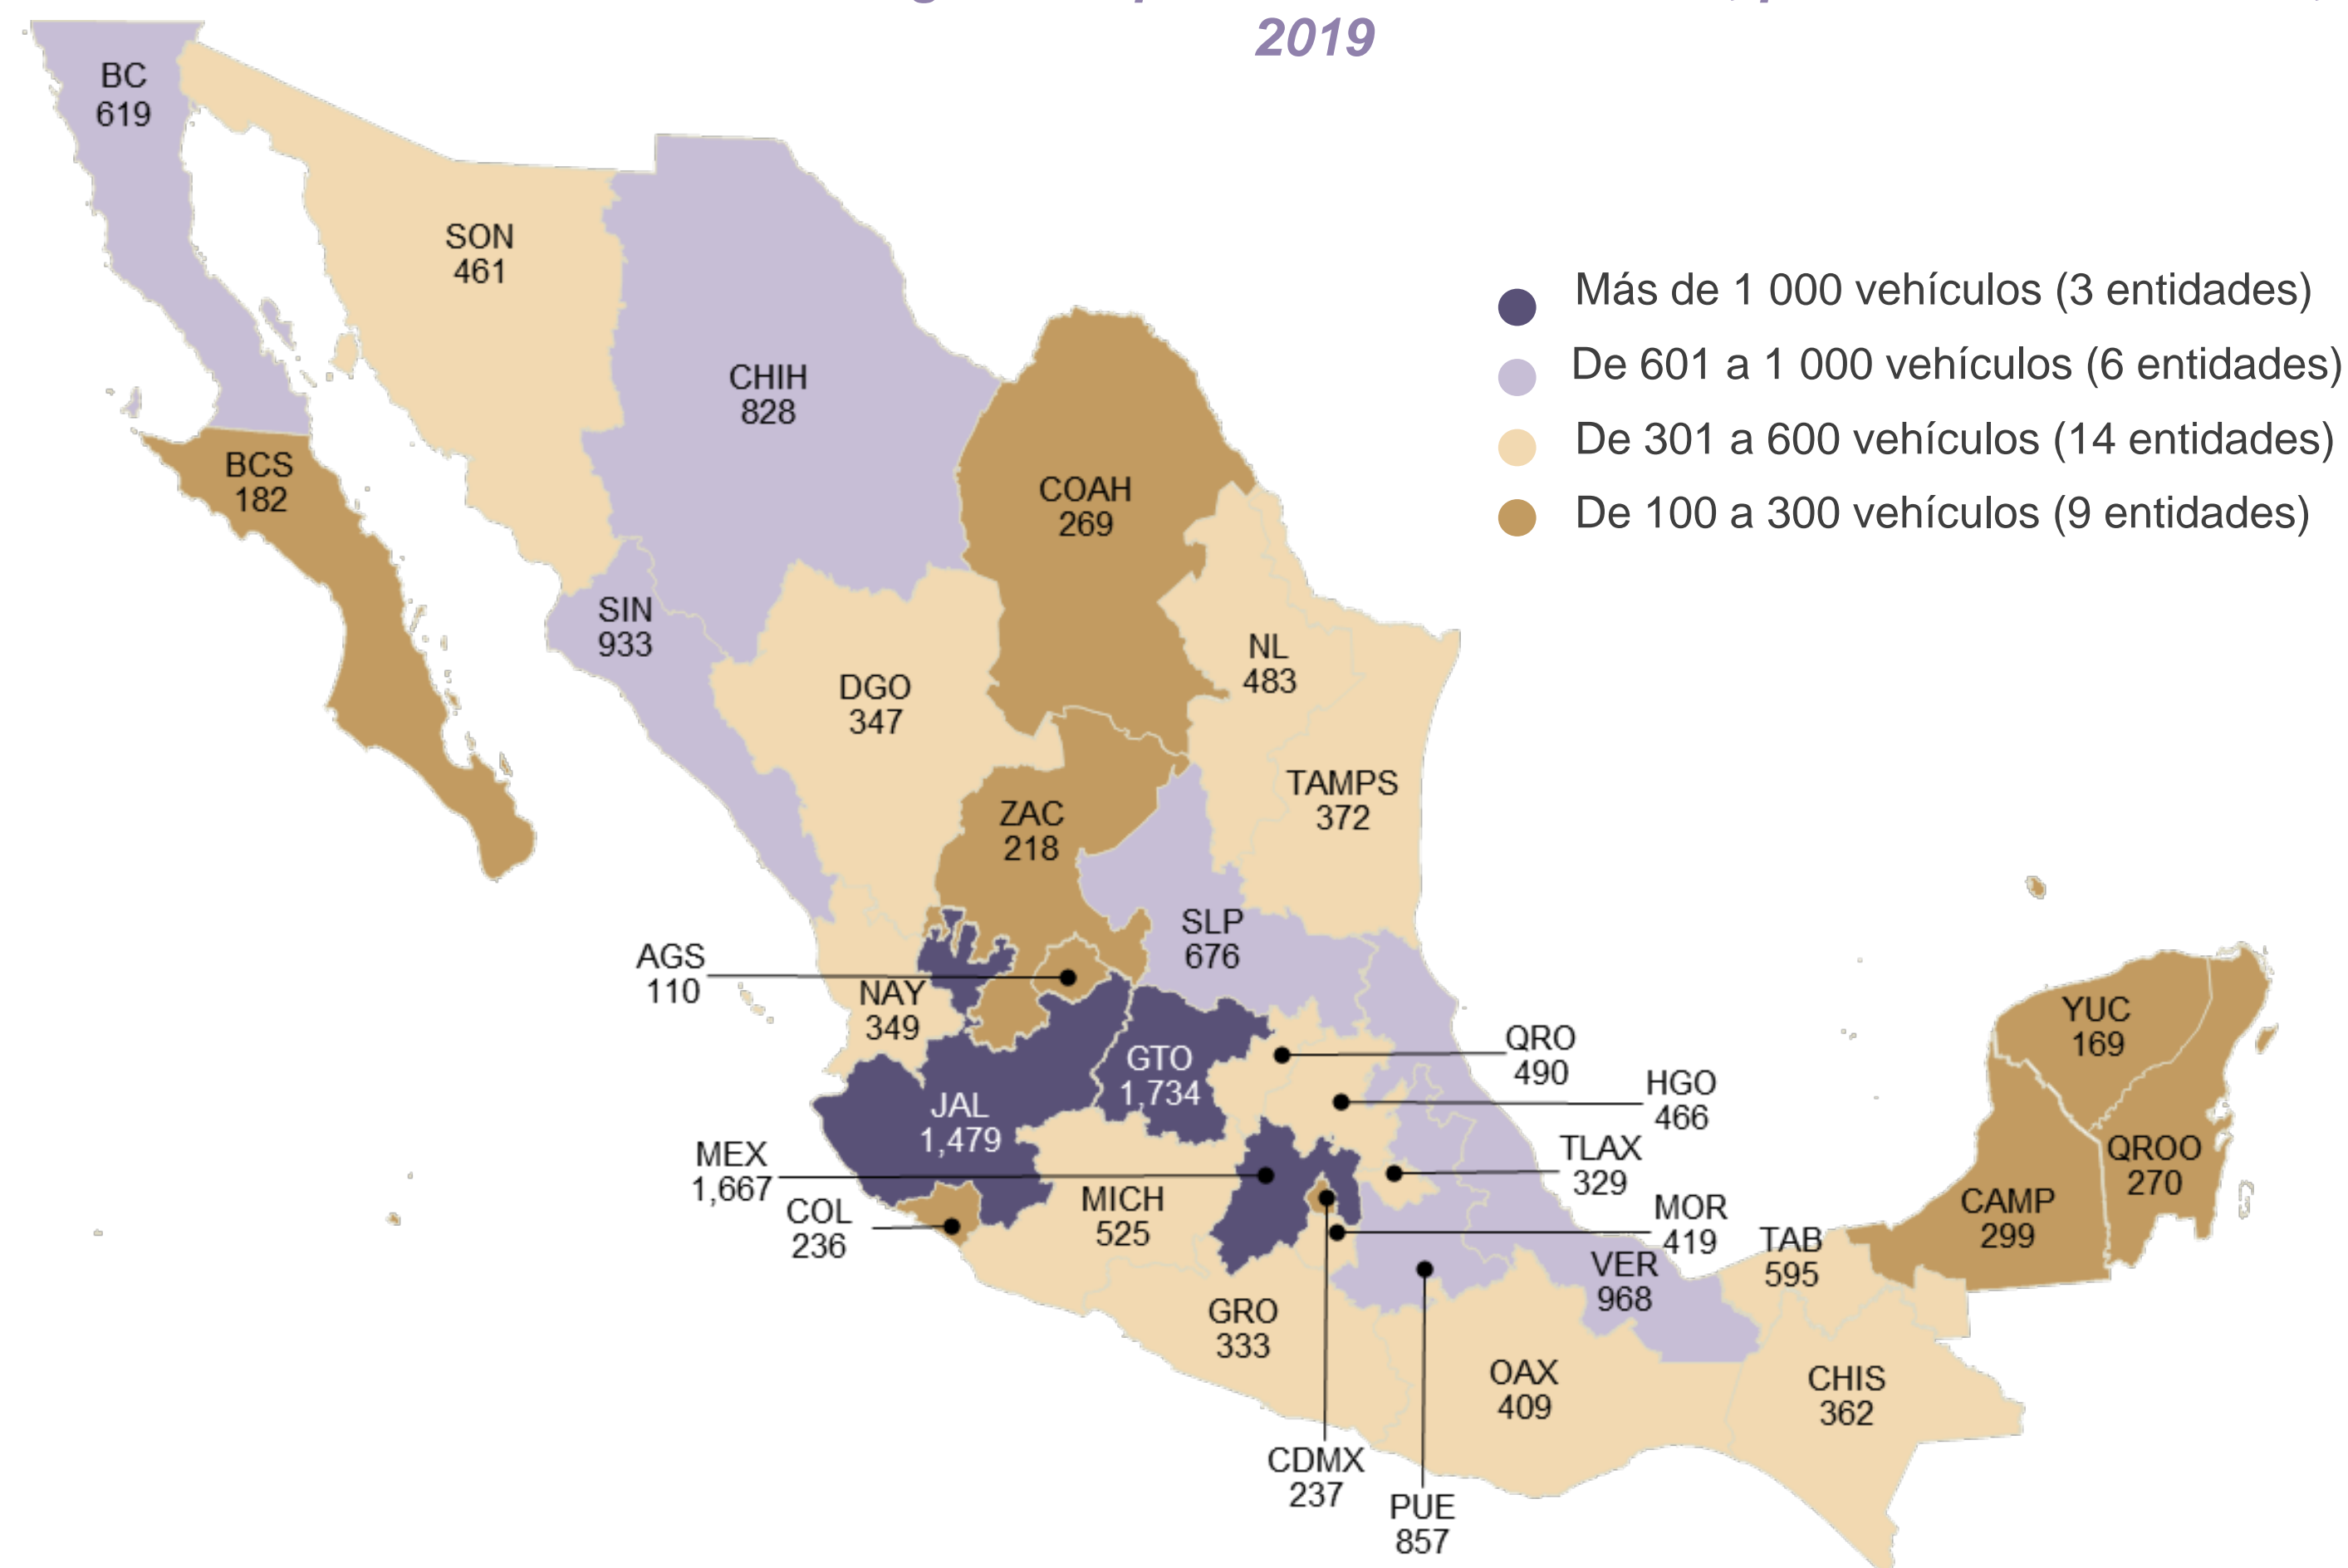 2019
BC
619
SON
461
CHIH
828
Más de 1 000 vehículos (3 entidades)
De 601 a 1 000 vehículos (6 entidades)
De 301 a 600 vehículos (14 entidades)
De 100 a 300 vehículos (9 entidades)
BCS
182
COAH
269
SIN
933
NL
483
DGO
347
TAMPS
372
ZAC
218
SLP
676
AGS
110
NAY
349
YUC
169
QRO
490
GTO
1,734
HGO
466
JAL
1,479
MEX
1,667
TLAX
329
QROO
270
MICH
525
COL
236
MOR
419
CAMP
299
TAB
595
VER
968
GRO
333
OAX
409
CHIS
362
CDMX
237
PUE
857